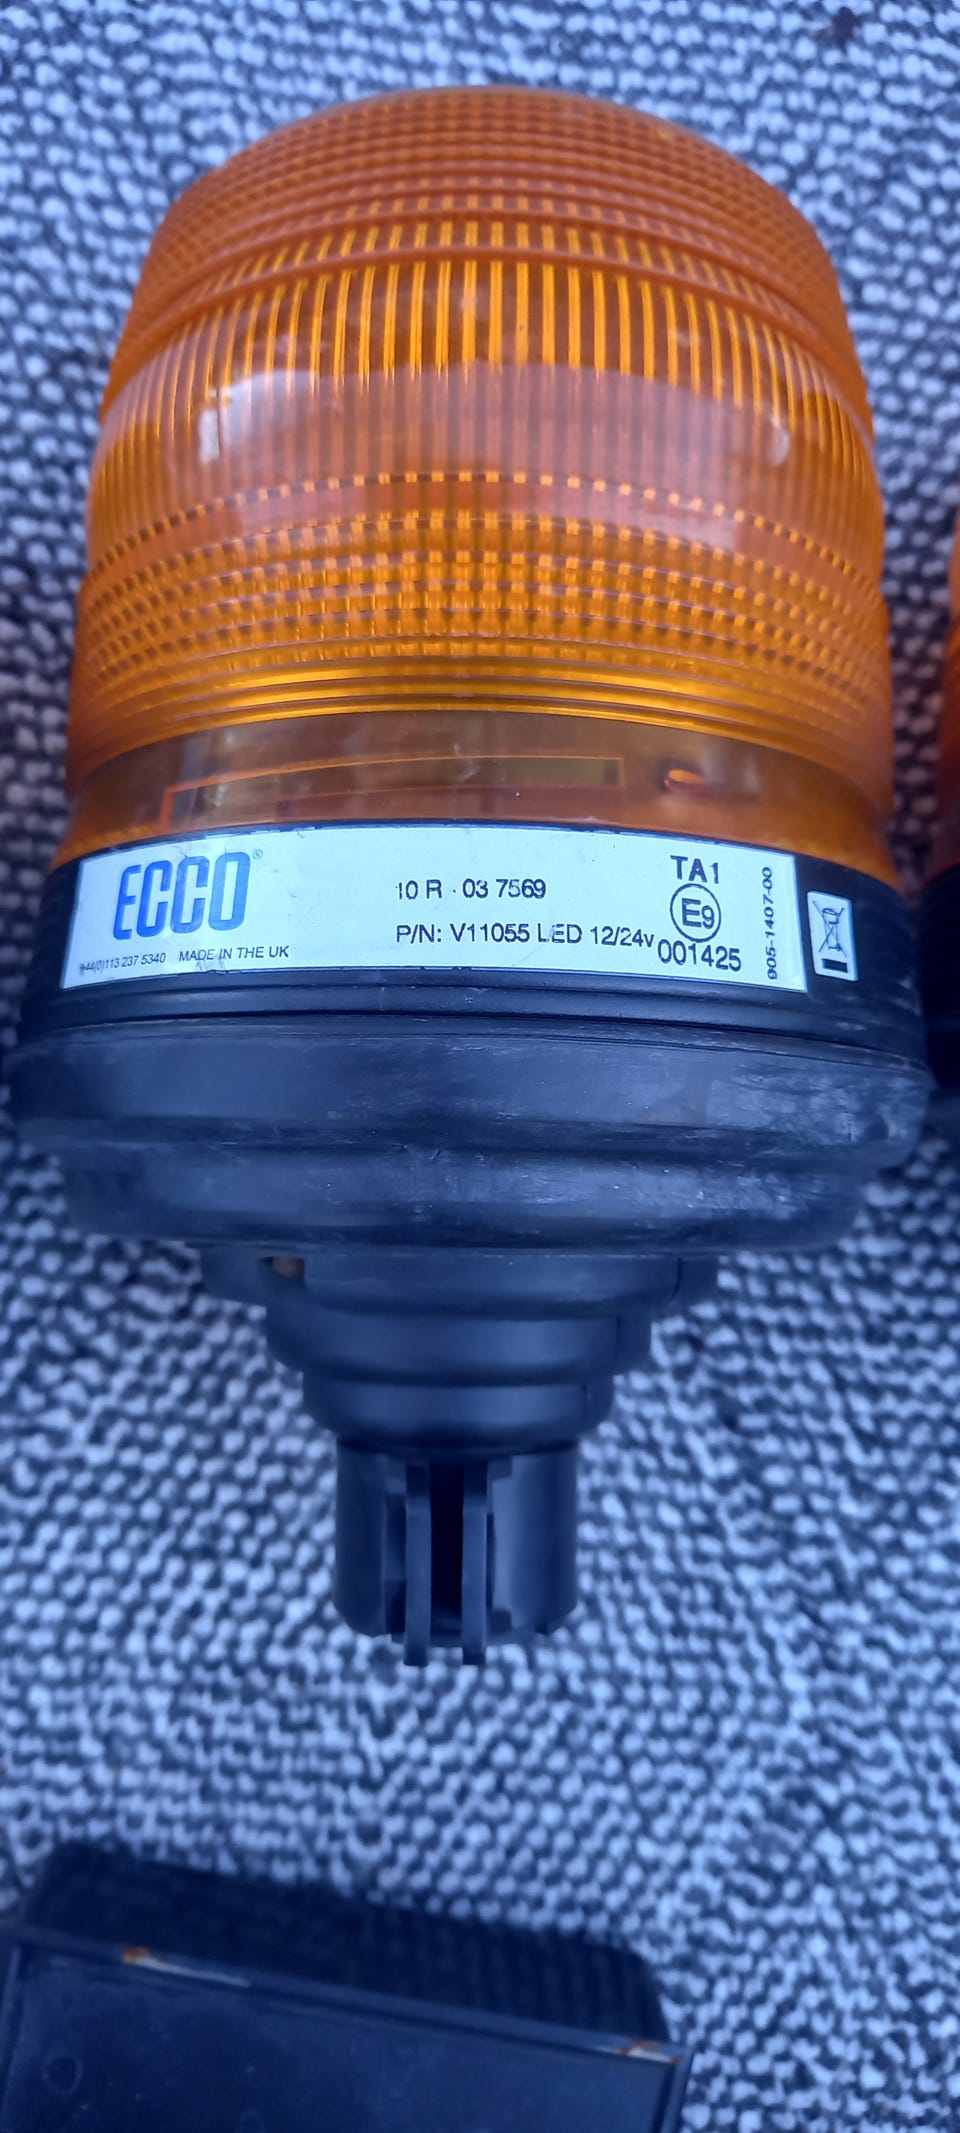 ECCO®
+44(0)113 237 5340 MADE IN THE UK
10 R - 03 7569
P/N: V11055 LED 12/24v
TA1
E9
001425
905-1407-00